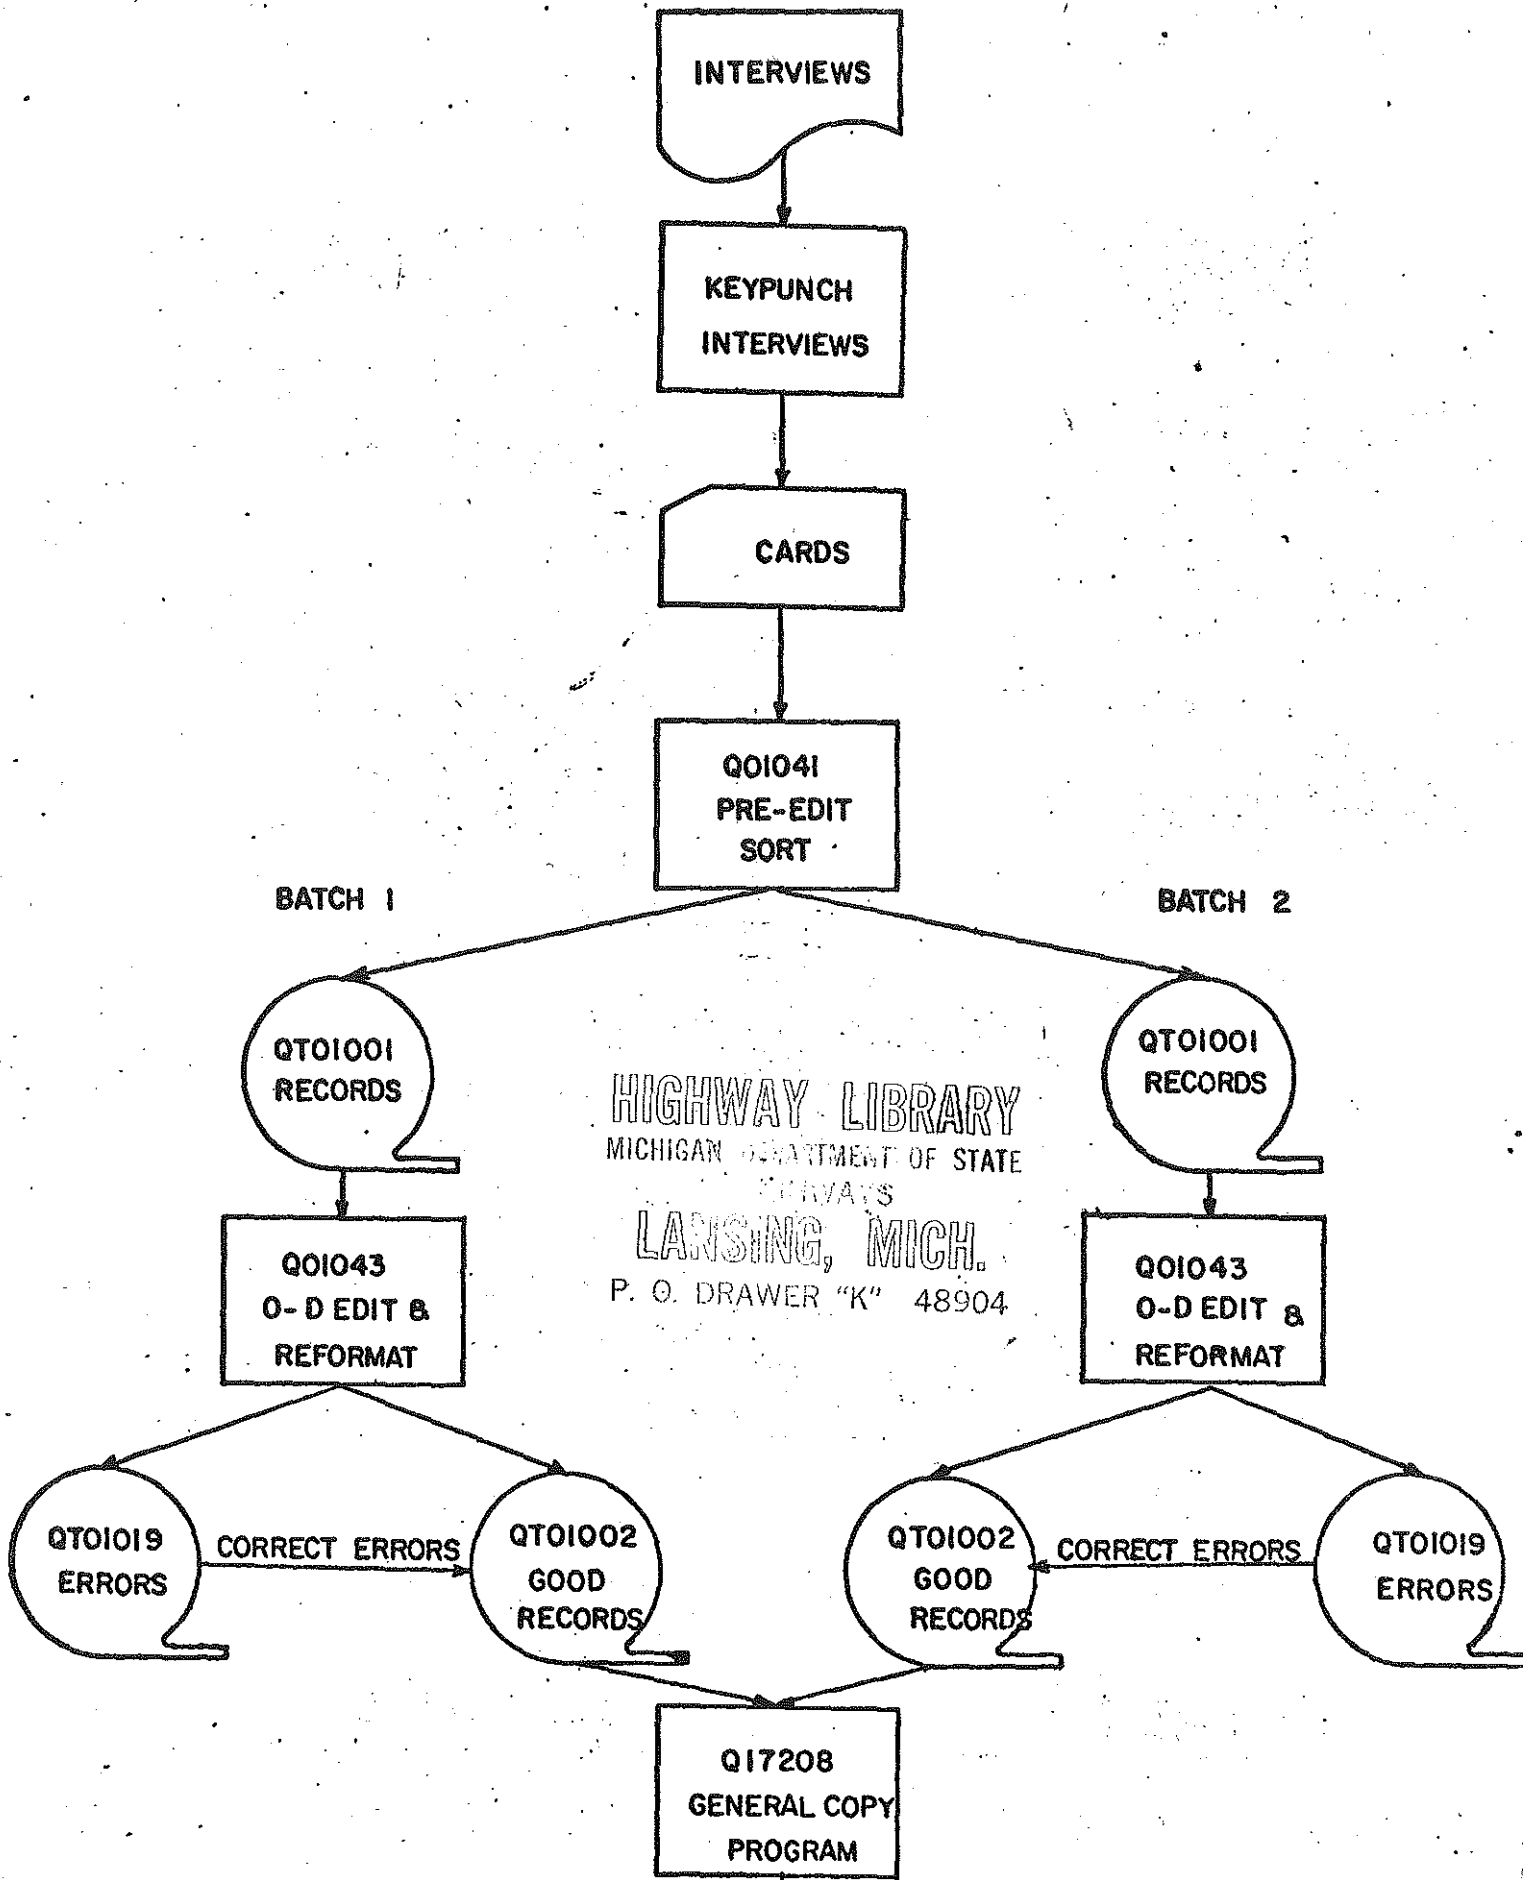 INTERVIEWS
KEYPUNCH
INTERVIEWS
CARDS
Q01041
PRE-EDIT
SORT
BATCH 1
BATCH 2
QT01001
RECORDS
QT01001
RECORDS
HIGHWAY LIBRARY
MICHIGAN DEPARTMENT OF STATE
LANSING, MICH.
P. O. DRAWER "K" 48904
Q01043
O-D EDIT &
REFORMAT
Q01043
O-D EDIT &
REFORMAT
QT01019
ERRORS
CORRECT ERRORS
QT01002
GOOD
RECORDS
QT01002
GOOD
RECORDS
CORRECT ERRORS
QT01019
ERRORS
Q17208
GENERAL COPY
PROGRAM